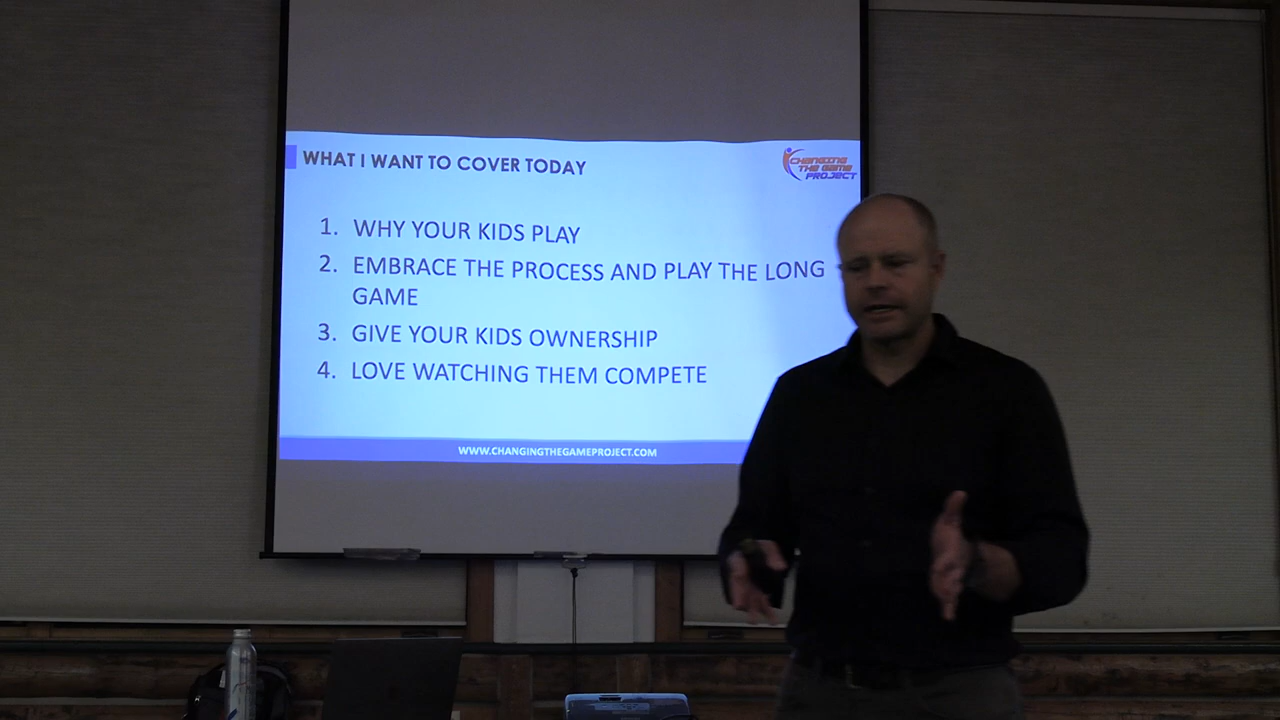 WHAT I WANT TO COVER TODAY
CHANGING
THE GAME
PROJECT
1. WHY YOUR KIDS PLAY
2. EMBRACE THE PROCESS AND PLAY THE LONG
GAME
3. GIVE YOUR KIDS OWNERSHIP
4. LOVE WATCHING THEM COMPETE
WWW.CHANGINGTHEGAMEPROJECT.COM